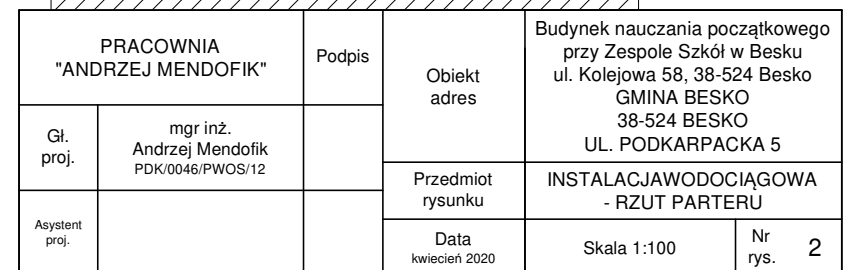 PRACOWNIA
"ANDRZEJ MENDOFIK"
Podpis
Obiekt
adres
Budynek nauczania początkowego
przy Zespole Szkół w Besku
ul. Kolejowa 58, 38-524 Besko
GMINA BESKO
38-524 BESKO
UL. PODKARPACKA 5
Gł.
proj.
mgr inż.
Andrzej Mendofik
PDK/0046/PWOS/12
Przedmiot
rysunku
INSTALACJAWODOCIĄGOWA
- RZUT PARTERU
Asystent
proj.
Data
kwiecień 2020
Skala 1:100
Nr
rys.
2